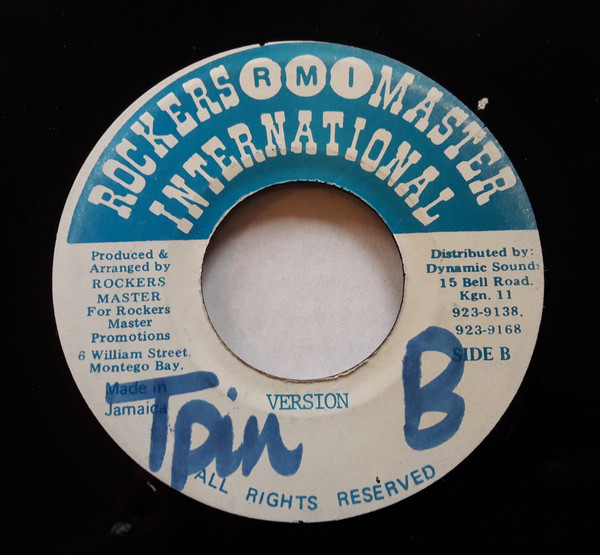 ROCKERS RMI MASTER
INTERNATIONAL
Produced &
Arranged by
ROCKERS
MASTER
For Rockers
Master
Promotions
6 William Street.
Montego Bay.
Made in
Jamaica
Distributed by:
Dynamic Sound:
15 Bell Road.
Kgn. 11
923-9138.
923-9168
SIDE B
VERSION
Tpin
B
ALL RIGHTS RESERVED